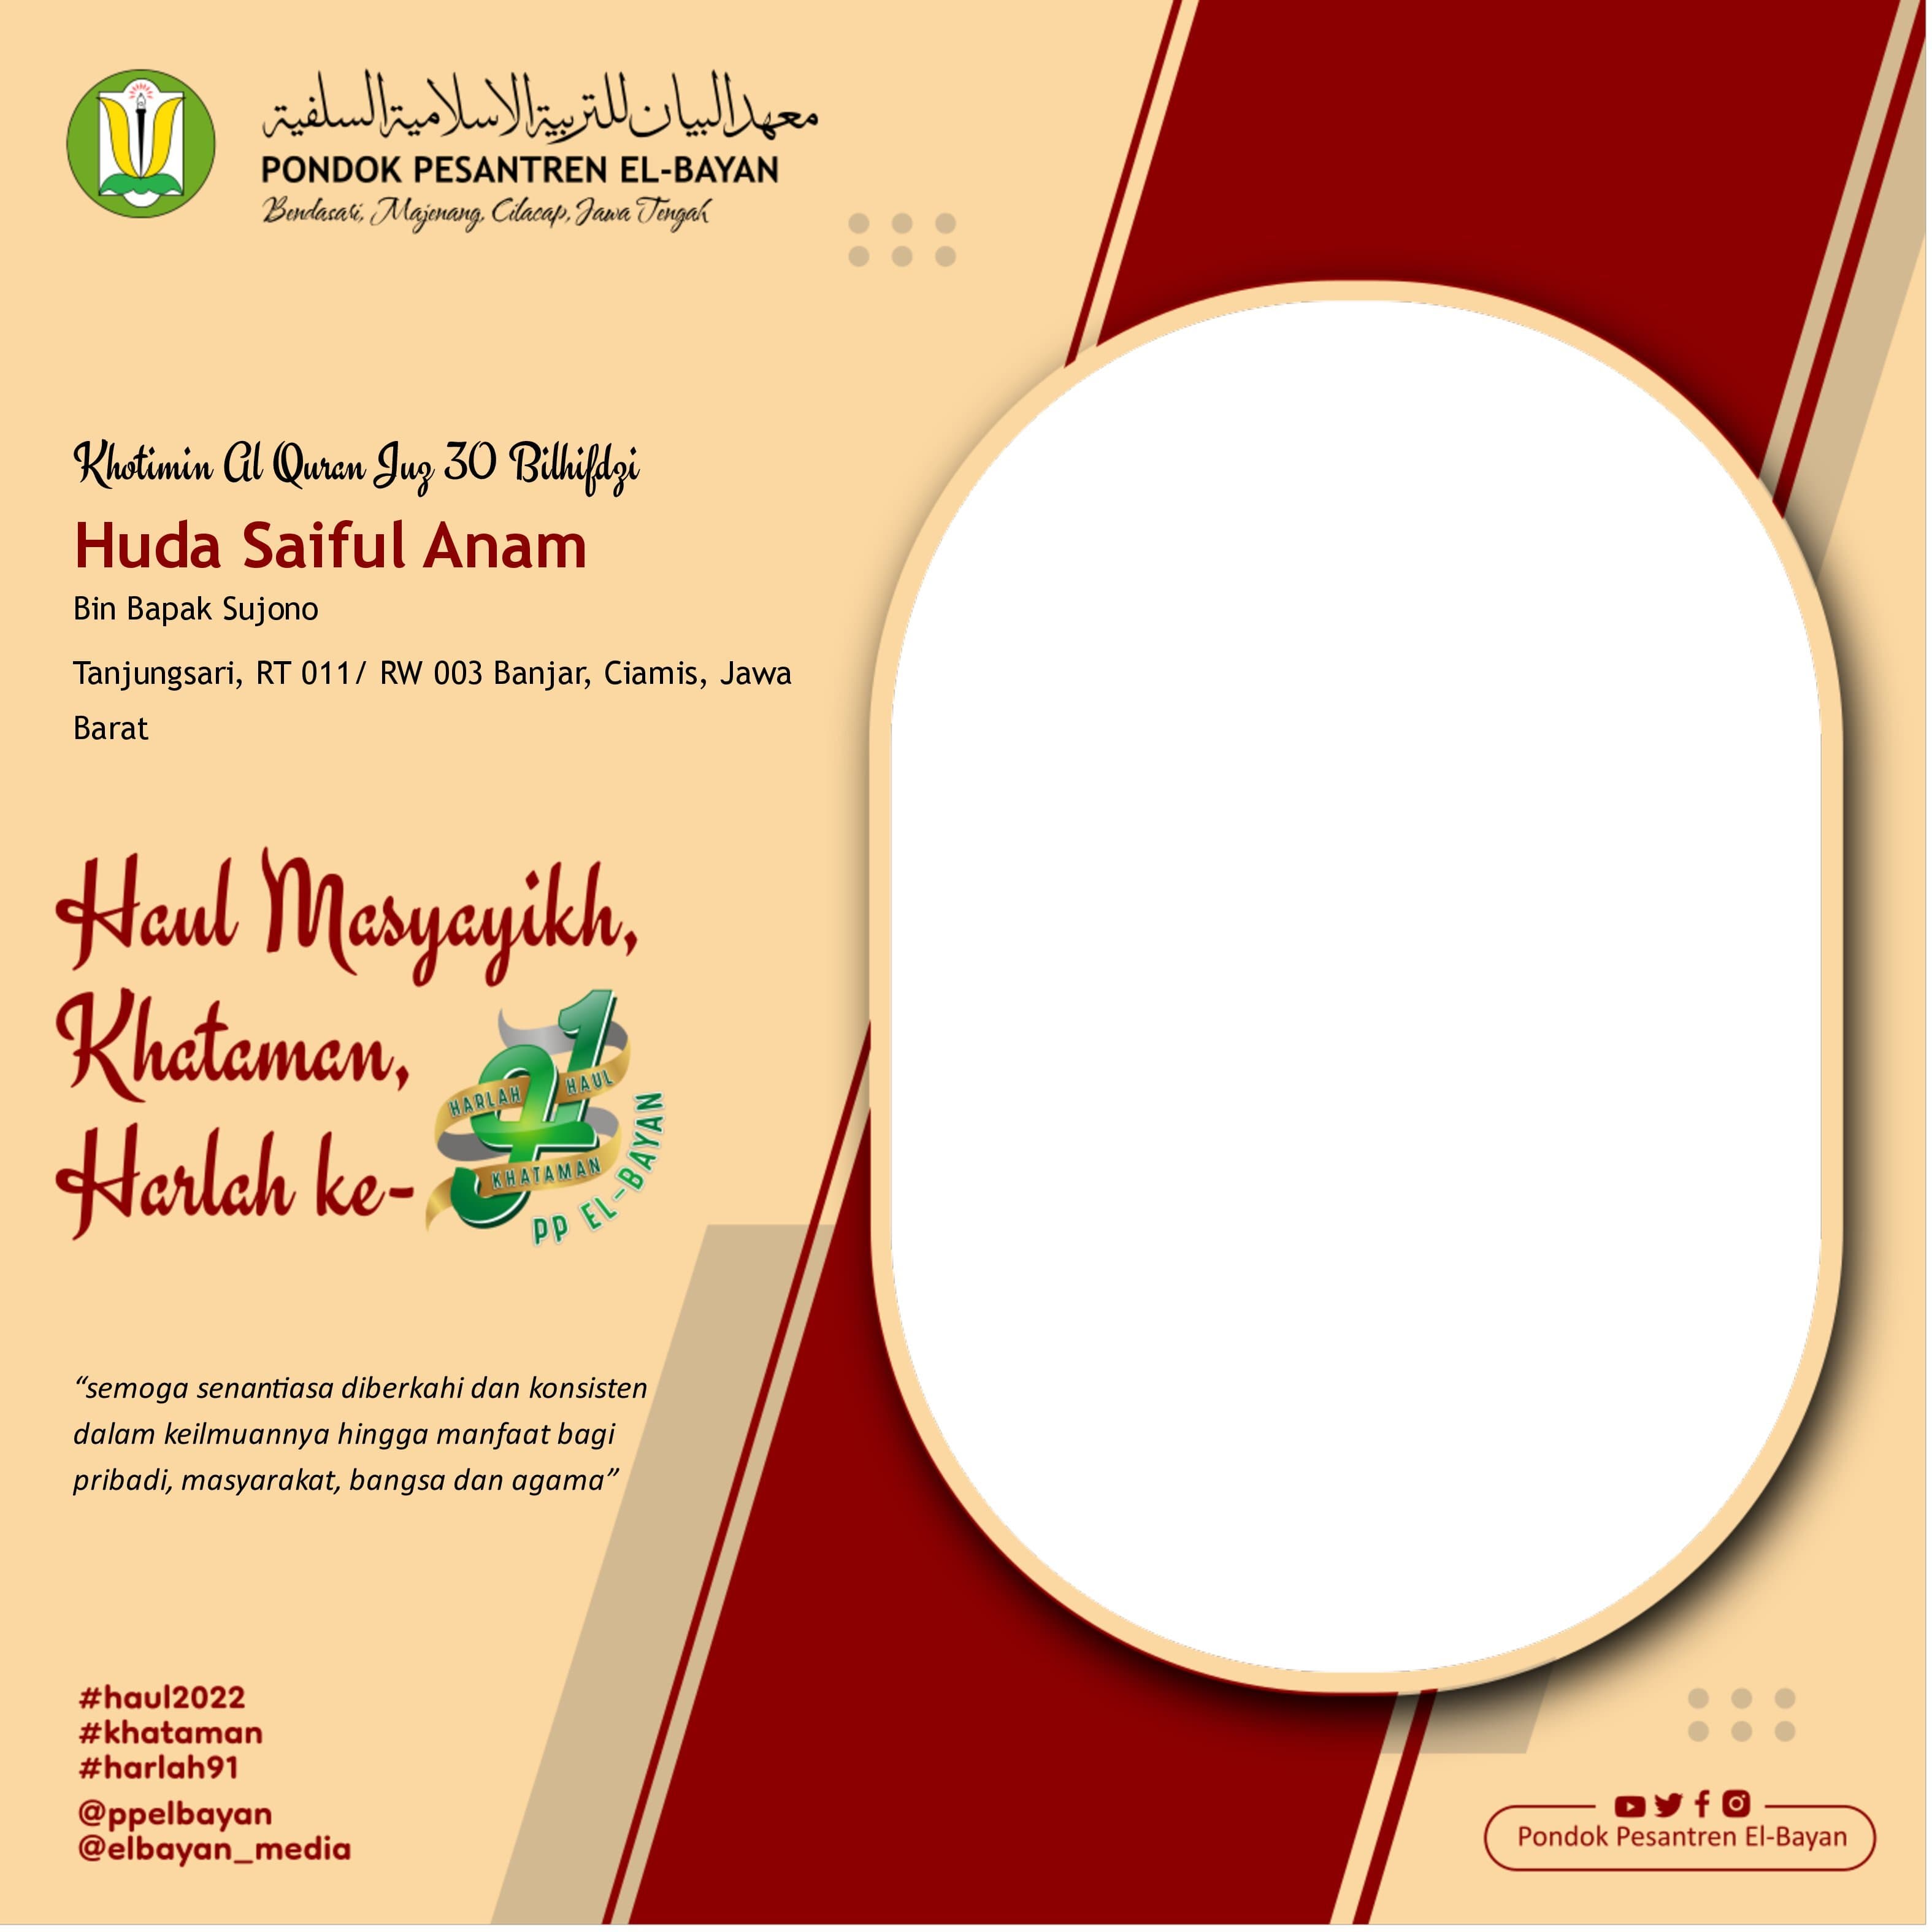 معهد البيان للتربية الاسلامية السلفية
PONDOK PESANTREN EL-BAYAN
Bendasari, Majenang, Cilacap, Jawa Tengah
Khotimin Al Quran Juz 30 Bilhifdzi
Huda Saiful Anam
Bin Bapak Sujono
Tanjungsari, RT 011/ RW 003 Banjar, Ciamis, Jawa
Barat
Haul Masyayikh,
Khataman,
Harlah ke-
91
HARLAH HAUL
KHATAMAN
PP EL-BAYAN
“semoga senantiasa diberkahi dan konsisten
dalam keilmuannya hingga manfaat bagi
pribadi, masyarakat, bangsa dan agama”
#haul2022
#khataman
#harlah91
@ppelbayan
@elbayan_media
Pondok Pesantren El-Bayan